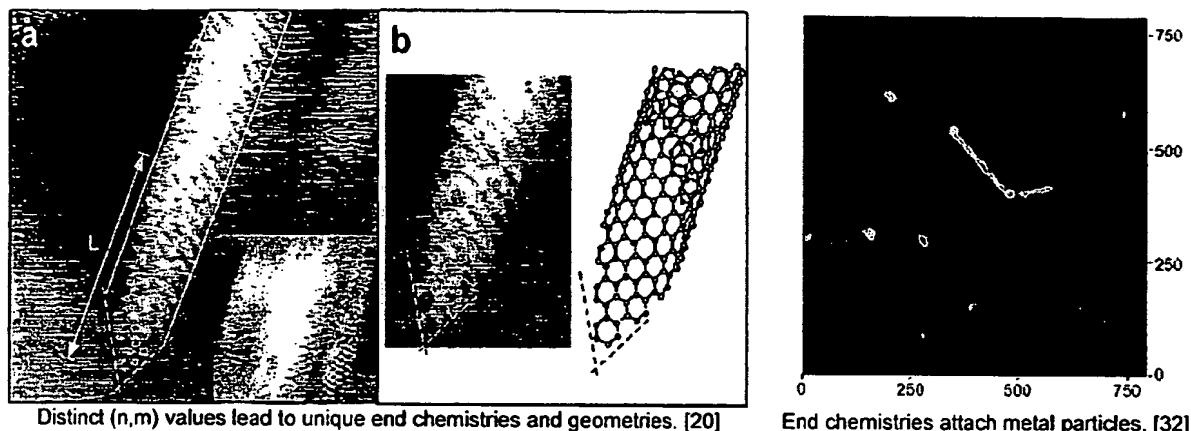 a
b
L
750
500
250
0
0
250
500
750
Distinct (n,m) values lead to unique end chemistries and geometries. [20]
End chemistries attach metal particles. [32]